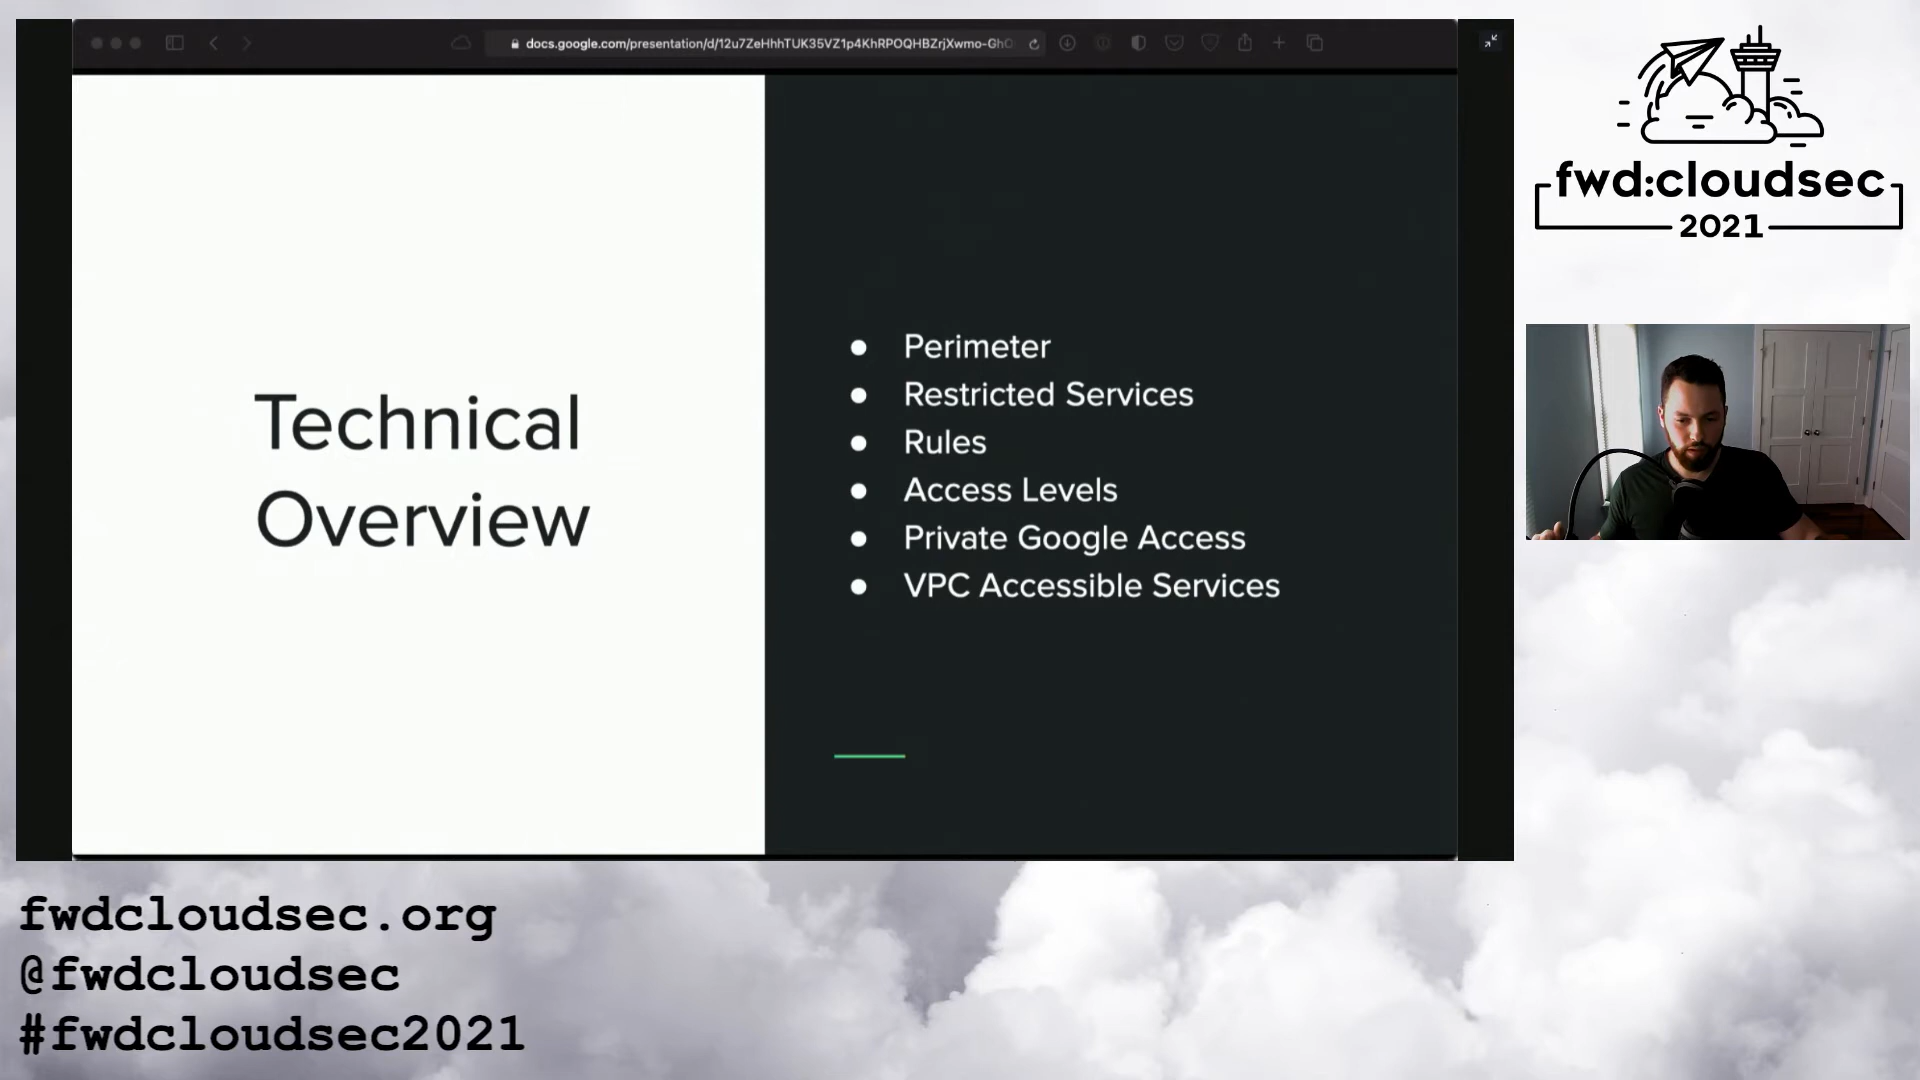 docs.google.com/presentation/d/12u7ZeHhhTUK35VZ1p4KhRPOQHBZrjXwmo-GhO
Technical
Overview
● Perimeter
● Restricted Services
● Rules
● Access Levels
● Private Google Access
● VPC Accessible Services
fwd:cloudsec
2021
fwdcloudsec.org
@fwdcloudsec
#fwdcloudsec2021